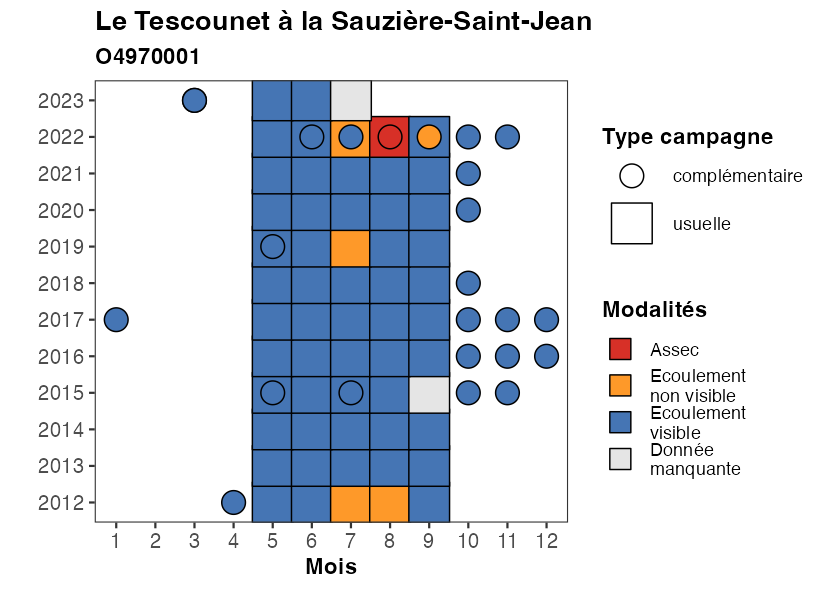 Le Tescounet à la Sauzière-Saint-Jean
O4970001
2023
2022
2021
2020
2019
2018
2017
2016
2015
2014
2013
2012
1 2 3 4 5 6 7 8 9 10 11 12
Mois
Type campagne
complémentaire
usuelle
Modalités
Assec
Ecoulement
non visible
Ecoulement
visible
Donnée
manquante